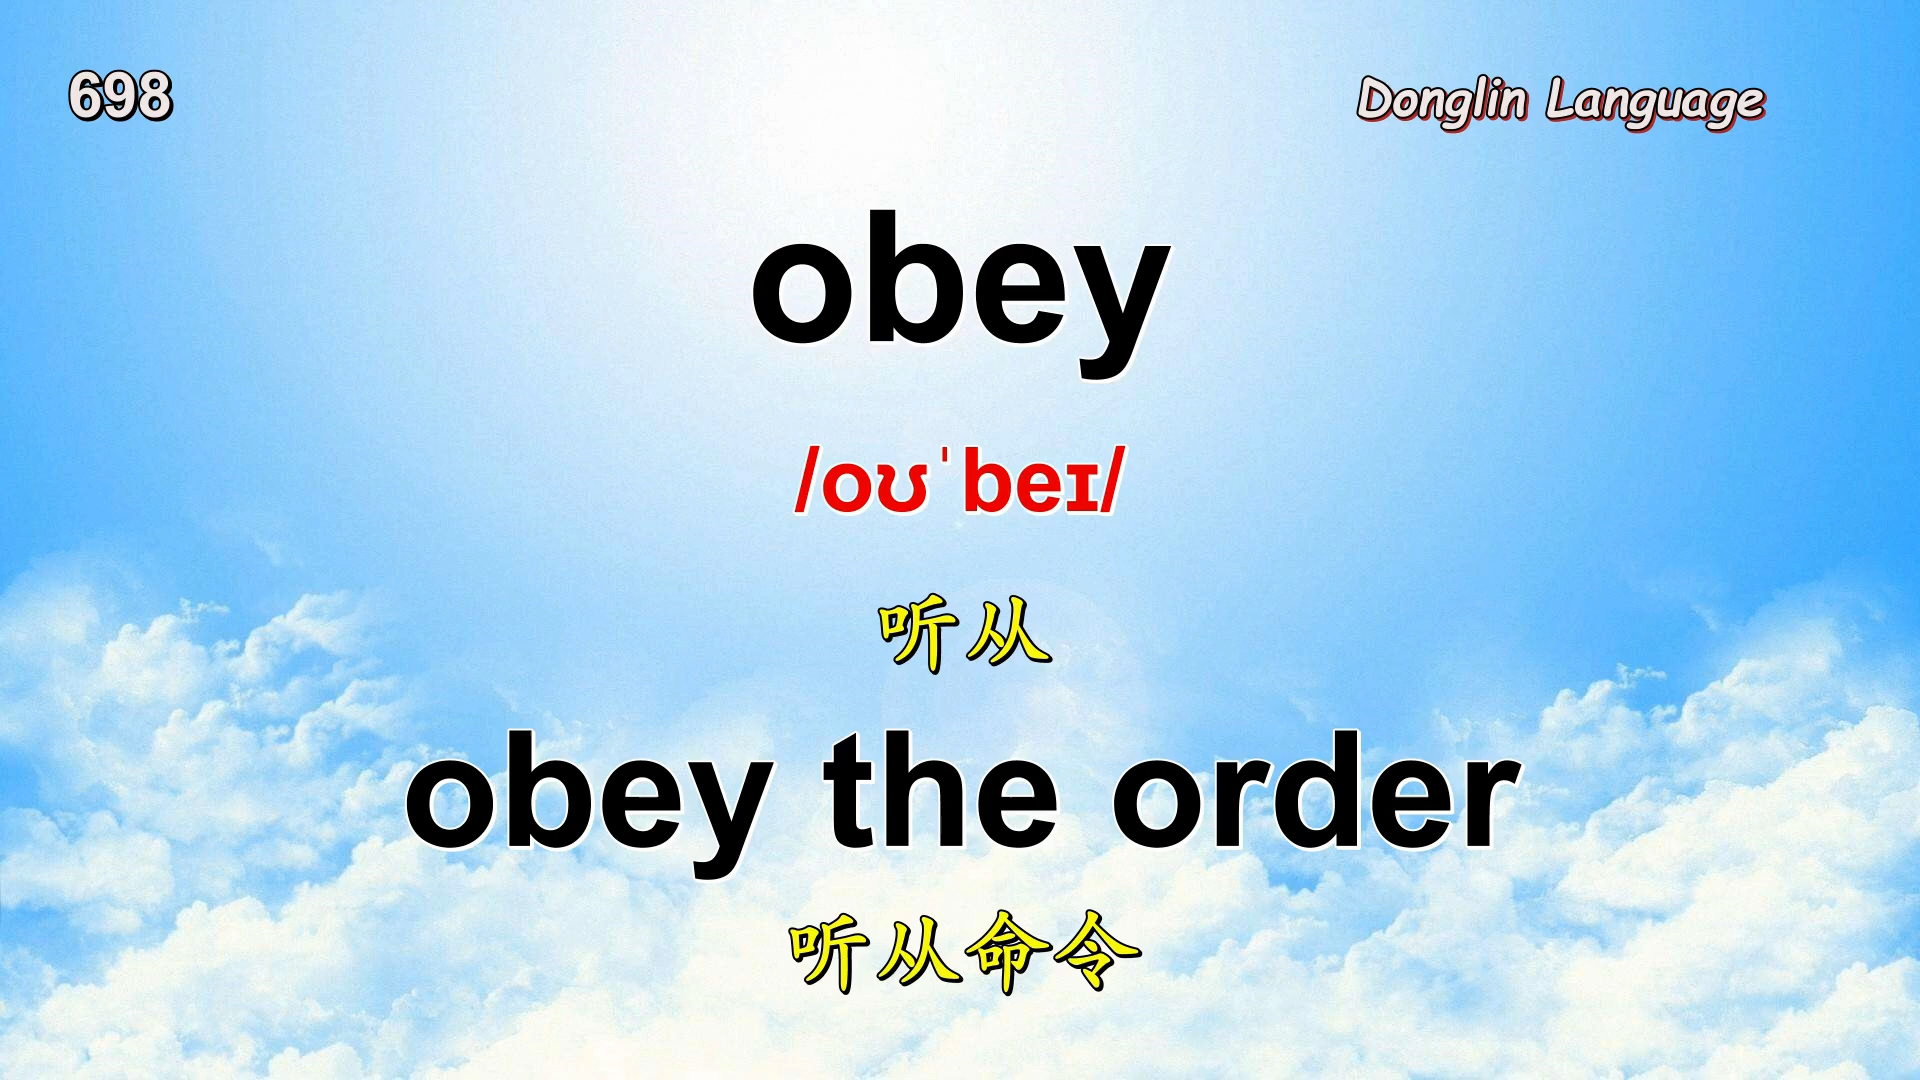 698
Donglin Language
obey
/oʊˈbeɪ/
听从
obey the order
听从命令